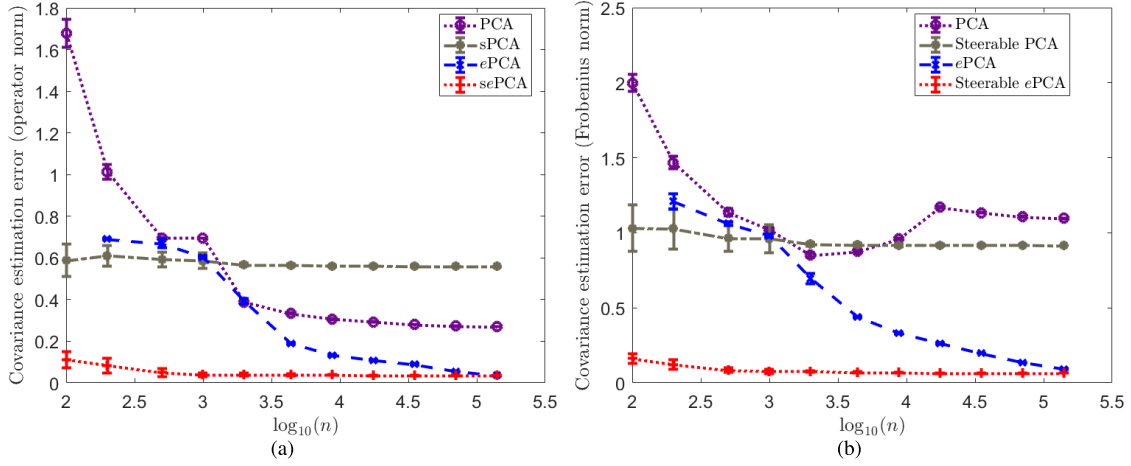 Covariance estimation error (operator norm)
1.8
1.6
1.4
1.2
1
0.8
0.6
0.4
0.2
0
2
2.5
3
3.5
4
4.5
5
5.5
log10(n)
PCA
sPCA
ePCA
sePCA
(a)
Covariance estimation error (Frobenius norm)
2.5
2
1.5
1
0.5
0
2
2.5
3
3.5
4
4.5
5
5.5
log10(n)
PCA
Steerable PCA
ePCA
Steerable ePCA
(b)